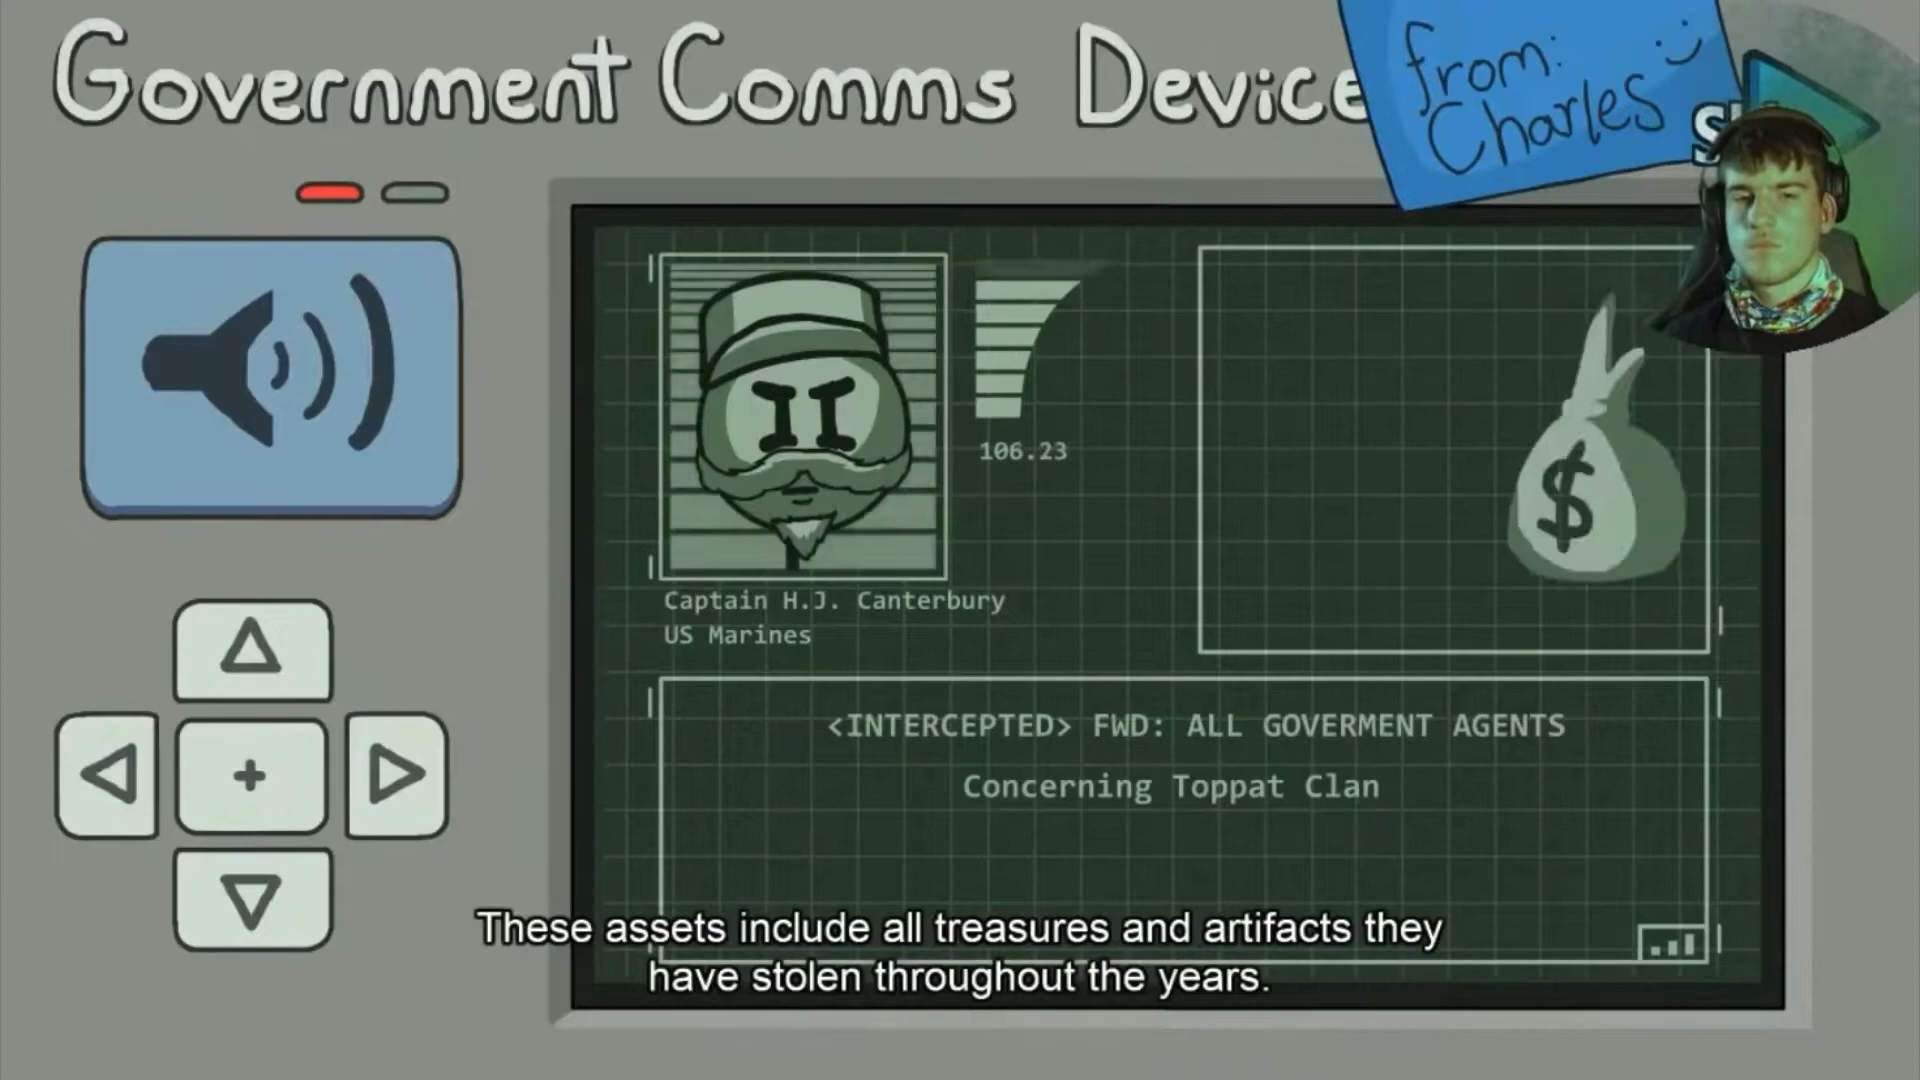 Government Comms Device
from:
Charles :)
106.23
$
Captain H.J. Canterbury
US Marines
<INTERCEPTED> FWD: ALL GOVERMENT AGENTS
Concerning Toppat Clan
These assets include all treasures and artifacts they
have stolen throughout the years.